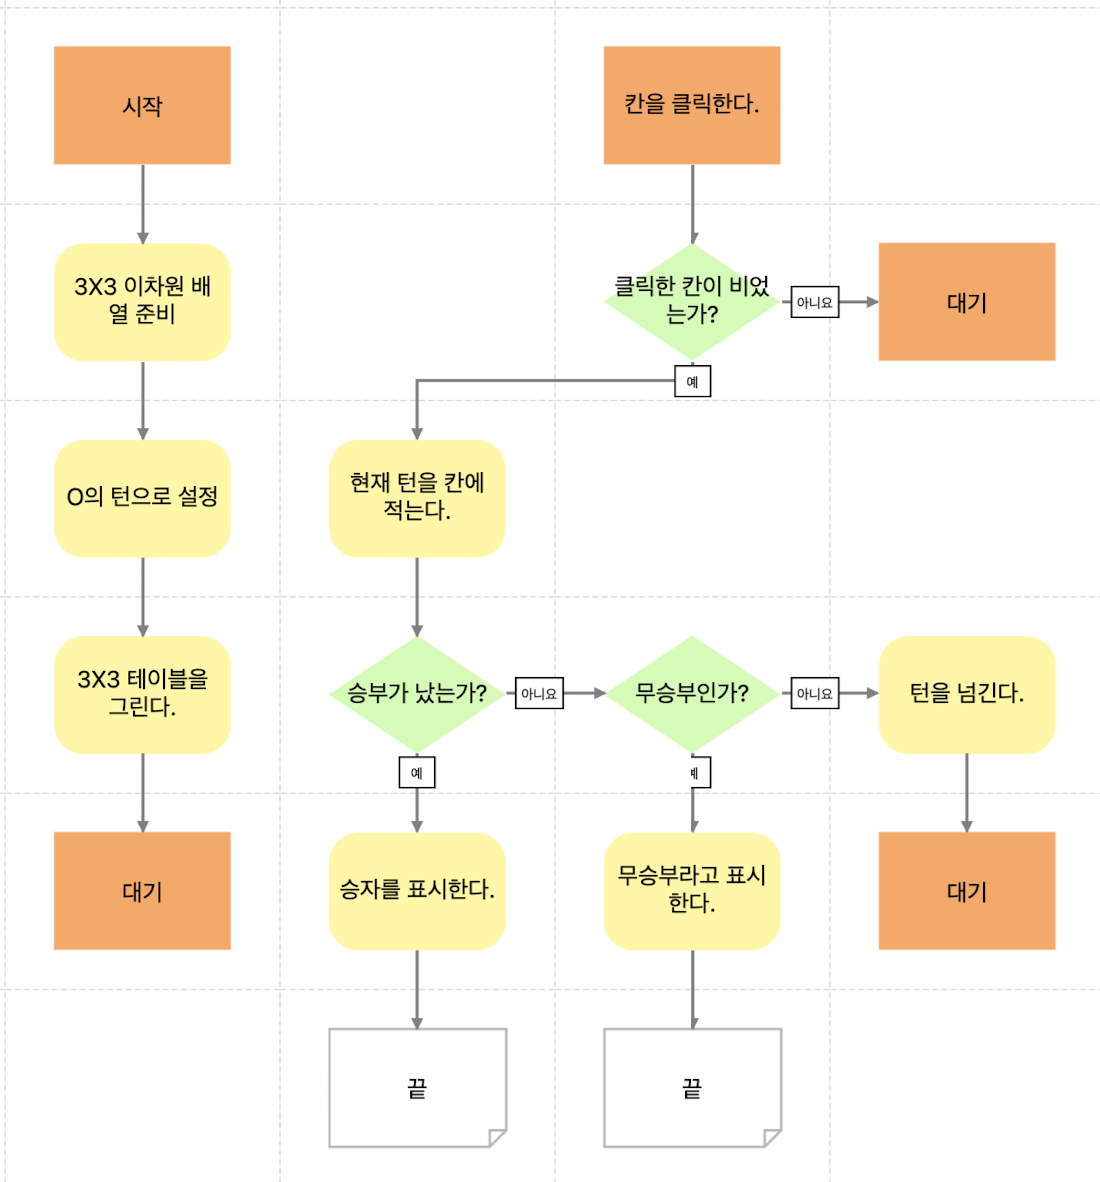 시작
칸을 클릭한다.
3X3 이차원 배
열 준비
클릭한 칸이 비었
는가?
아니요
대기
예
O의 턴으로 설정
현재 턴을 칸에
적는다.
3X3 테이블을
그린다.
승부가 났는가?
아니요
무승부인가?
아니요
턴을 넘긴다.
예
예
대기
승자를 표시한다.
무승부라고 표시
한다.
대기
끝
끝